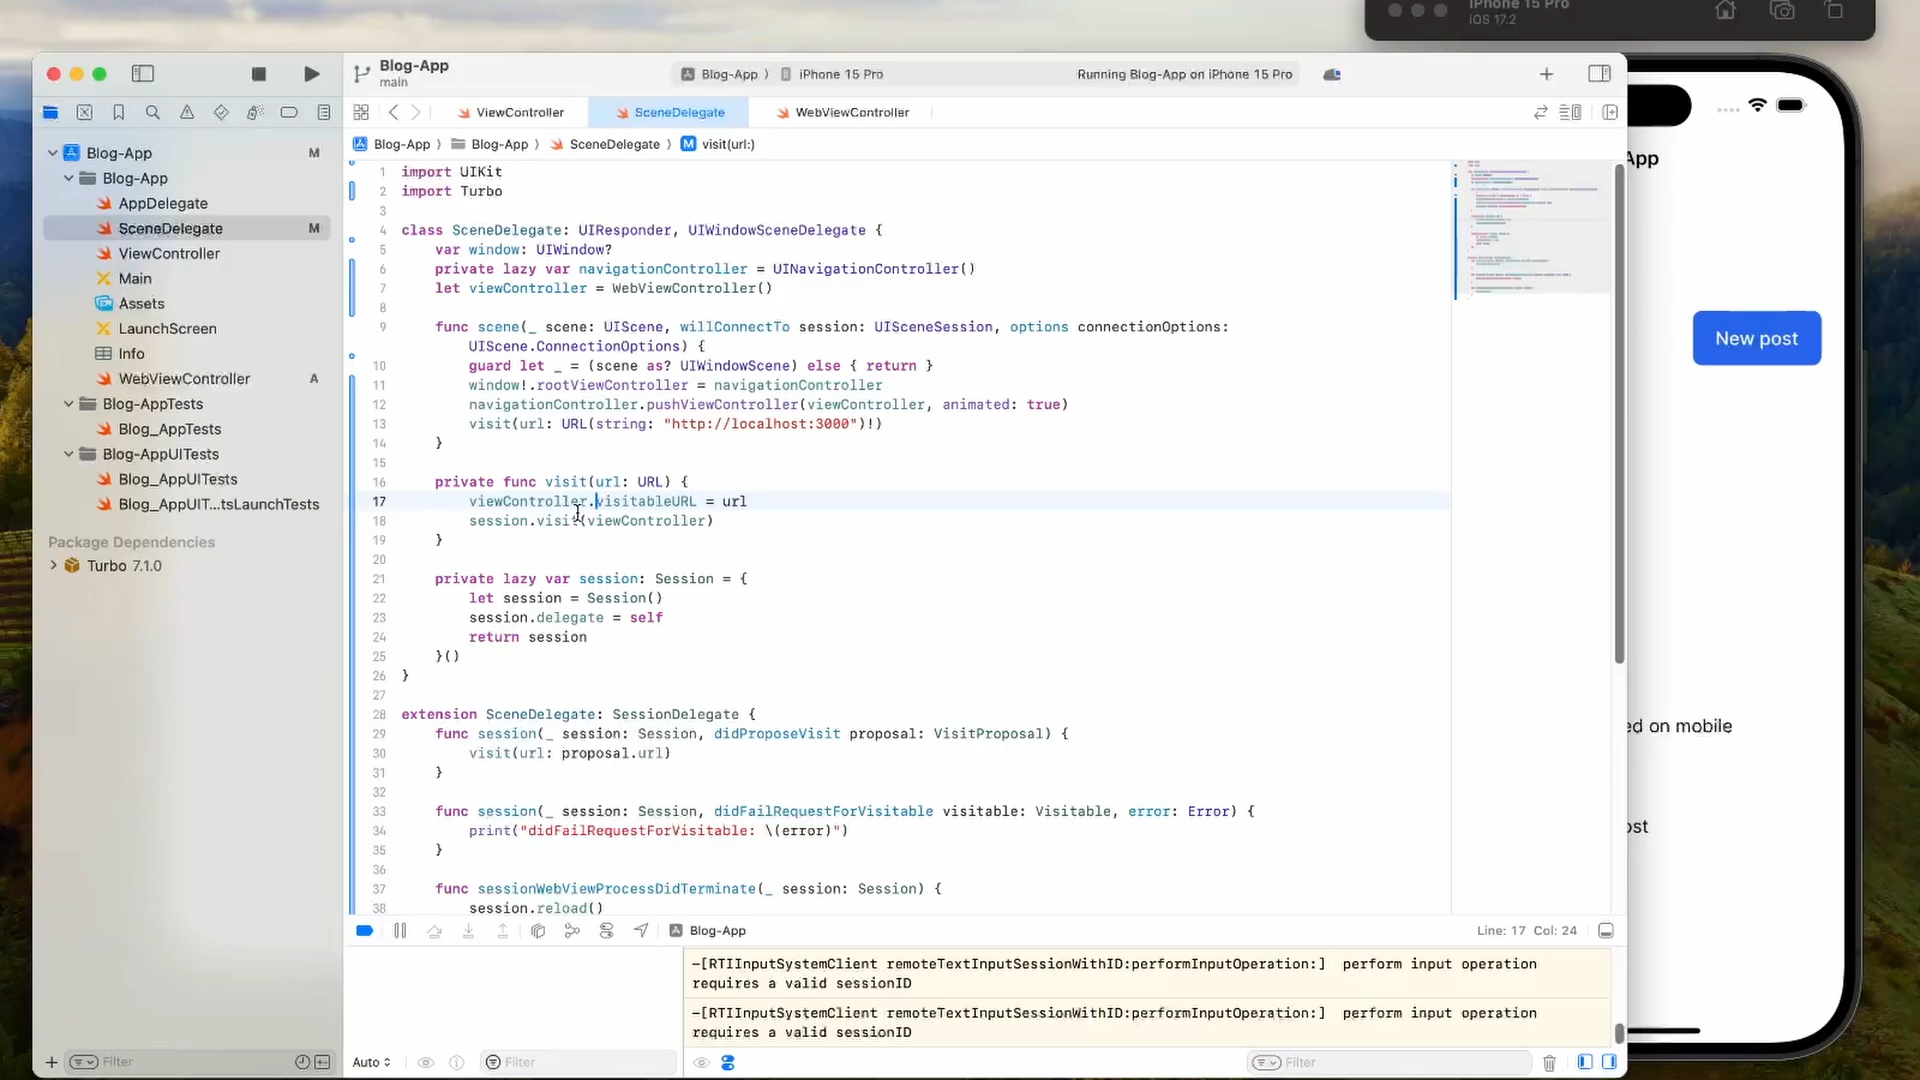 iPhone 15 Pro
iOS 17.2
Blog-App
main
Blog-App ⟩ iPhone 15 Pro
Running Blog-App on iPhone 15 Pro
ViewController
SceneDelegate
WebViewController
Blog-App ⟩ Blog-App ⟩ SceneDelegate ⟩ M visit(url:)
Blog-App M
Blog-App
AppDelegate
SceneDelegate M
ViewController
Main
Assets
LaunchScreen
Info
WebViewController A
Blog-AppTests
Blog_AppTests
Blog-AppUITests
Blog_AppUITests
Blog_AppUIT...tsLaunchTests
Package Dependencies
Turbo 7.1.0
Filter
1 import UIKit
2 import Turbo
3
4 class SceneDelegate: UIResponder, UIWindowSceneDelegate {
5 var window: UIWindow?
6 private lazy var navigationController = UINavigationController()
7 let viewController = WebViewController()
8
9 func scene(_ scene: UIScene, willConnectTo session: UISceneSession, options connectionOptions:
UIScene.ConnectionOptions) {
10 guard let _ = (scene as? UIWindowScene) else { return }
11 window!.rootViewController = navigationController
12 navigationController.pushViewController(viewController, animated: true)
13 visit(url: URL(string: "http://localhost:3000")!)
14 }
15
16 private func visit(url: URL) {
17 viewController.visitableURL = url
18 session.visit(viewController)
19 }
20
21 private lazy var session: Session = {
22 let session = Session()
23 session.delegate = self
24 return session
25 }()
26 }
27
28 extension SceneDelegate: SessionDelegate {
29 func session(_ session: Session, didProposeVisit proposal: VisitProposal) {
30 visit(url: proposal.url)
31 }
32
33 func session(_ session: Session, didFailRequestForVisitable visitable: Visitable, error: Error) {
34 print("didFailRequestForVisitable: \(error)")
35 }
36
37 func sessionWebViewProcessDidTerminate(_ session: Session) {
38 session.reload()
Blog-App
Line: 17 Col: 24
-[RTIInputSystemClient remoteTextInputSessionWithID:performInputOperation:] perform input operation
requires a valid sessionID
-[RTIInputSystemClient remoteTextInputSessionWithID:performInputOperation:] perform input operation
requires a valid sessionID
Auto
Filter
Filter
App
New post
ed on mobile
ost